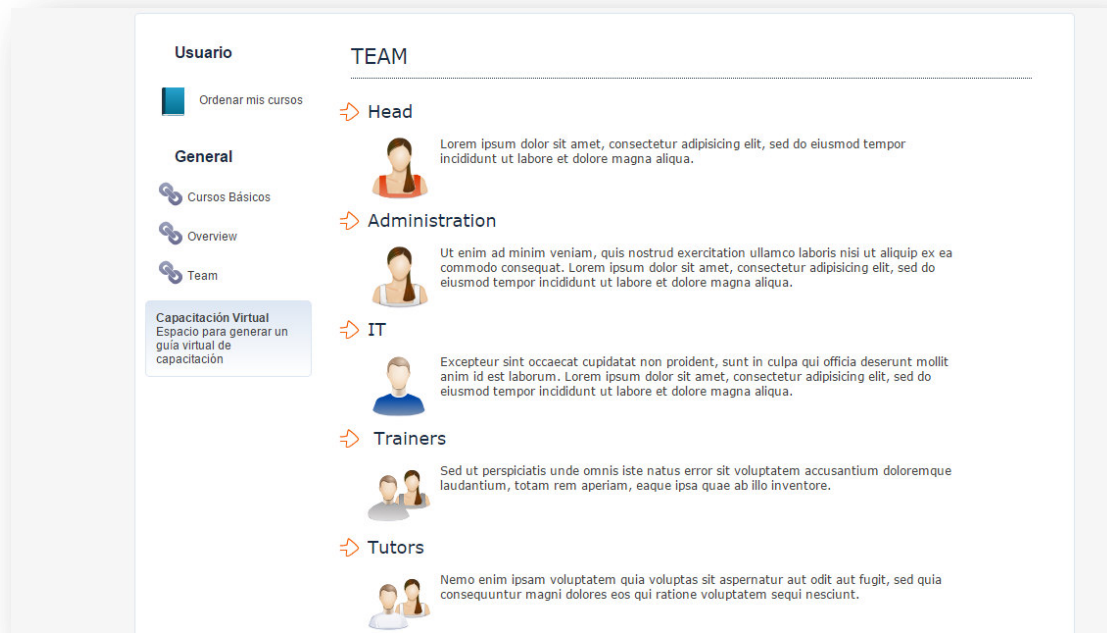 Usuario
Ordenar mis cursos
General
Cursos Básicos
Overview
Team
Capacitación Virtual
Espacio para generar un
guía virtual de
capacitación
TEAM
Head
Lorem ipsum dolor sit amet, consectetur adipisicing elit, sed do eiusmod tempor
incididunt ut labore et dolore magna aliqua.
Administration
Ut enim ad minim veniam, quis nostrud exercitation ullamco laboris nisi ut aliquip ex ea
commodo consequat. Lorem ipsum dolor sit amet, consectetur adipisicing elit, sed do
eiusmod tempor incididunt ut labore et dolore magna aliqua.
IT
Excepteur sint occaecat cupidatat non proident, sunt in culpa qui officia deserunt mollit
anim id est laborum. Lorem ipsum dolor sit amet, consectetur adipisicing elit, sed do
eiusmod tempor incididunt ut labore et dolore magna aliqua.
Trainers
Sed ut perspiciatis unde omnis iste natus error sit voluptatem accusantium doloremque
laudantium, totam rem aperiam, eaque ipsa quae ab illo inventore.
Tutors
Nemo enim ipsam voluptatem quia voluptas sit aspernatur aut odit aut fugit, sed quia
consequuntur magni dolores eos qui ratione voluptatem sequi nesciunt.